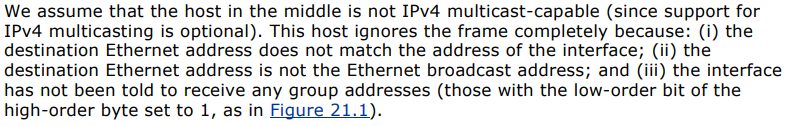 We assume that the host in the middle is not IPv4 multicast-capable (since support for
IPv4 multicasting is optional). This host ignores the frame completely because: (i) the
destination Ethernet address does not match the address of the interface; (ii) the
destination Ethernet address is not the Ethernet broadcast address; and (iii) the interface
has not been told to receive any group addresses (those with the low-order bit of the
high-order byte set to 1, as in Figure 21.1).